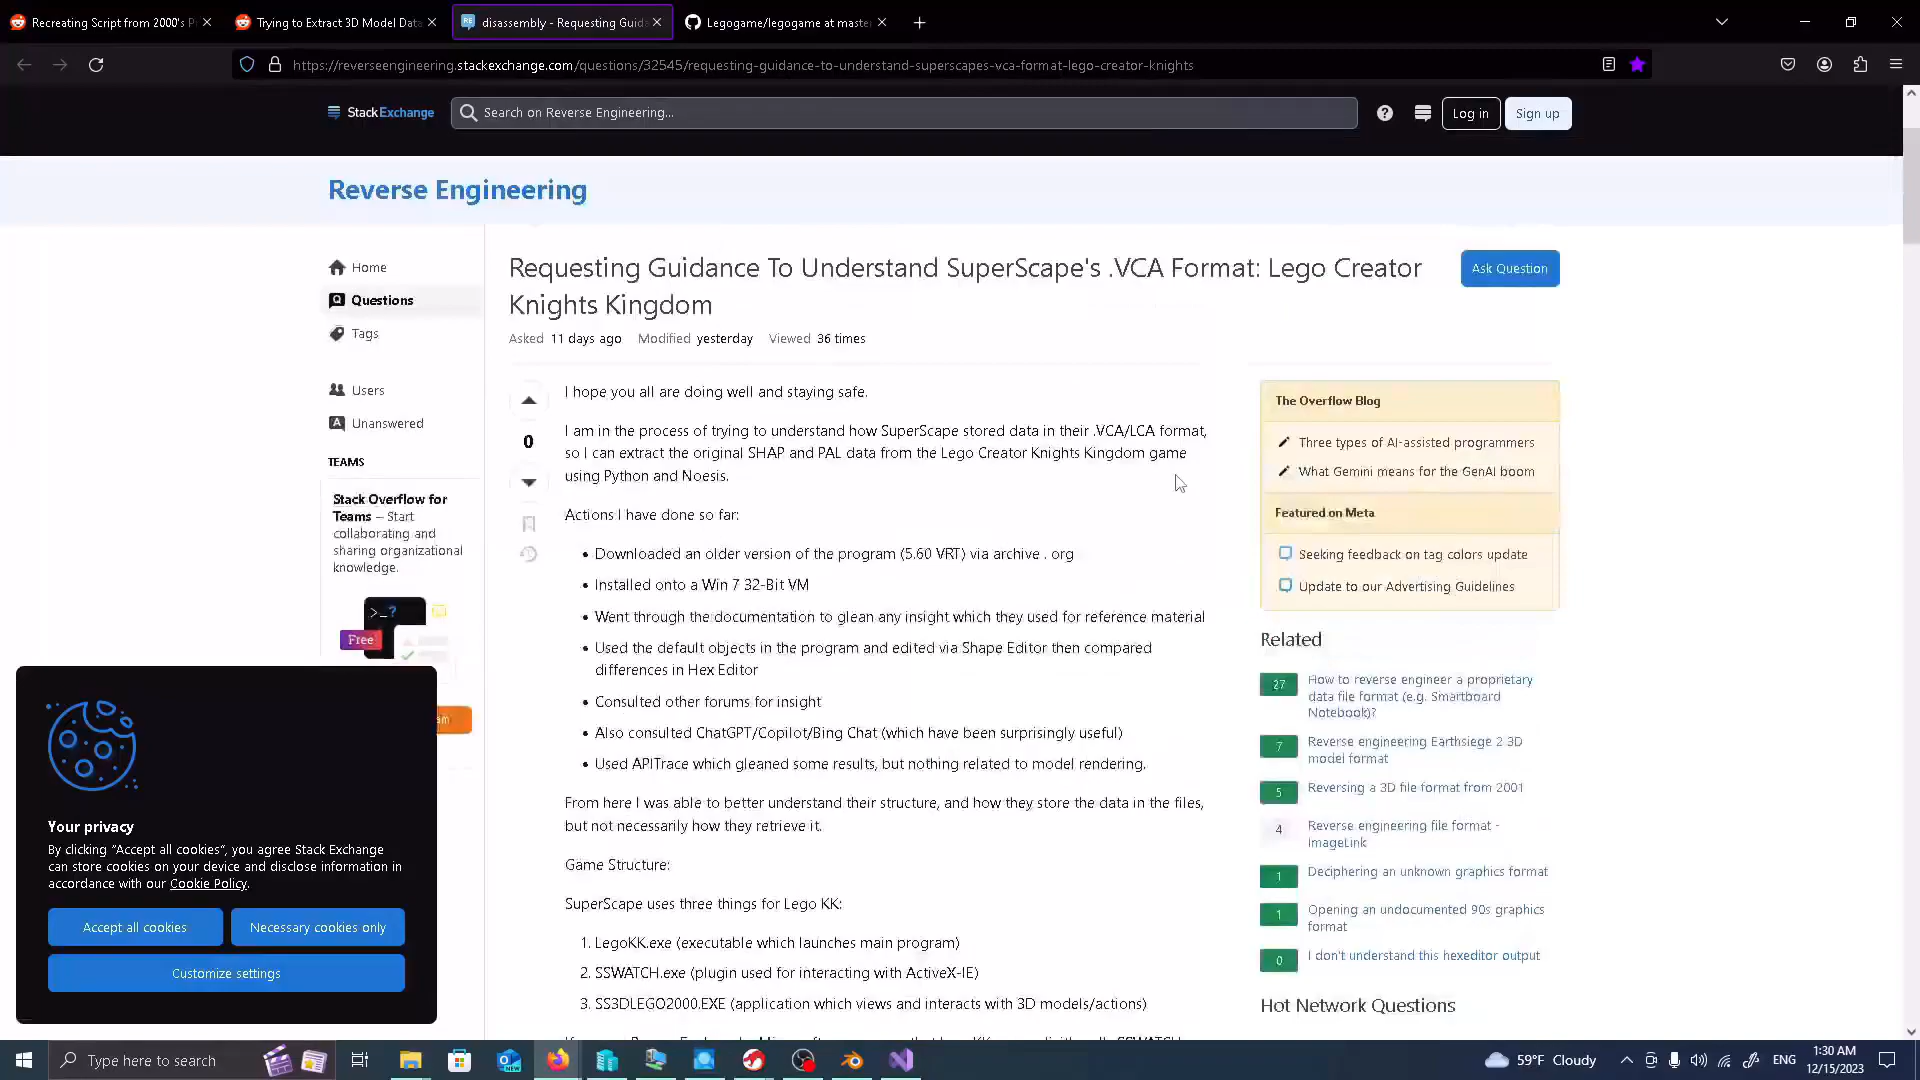 Recreating Script from 2000's P
Trying to Extract 3D Model Data
disassembly - Requesting Guida
Legogame/legogame at maste
https://reverseengineering.stackexchange.com/questions/32545/requesting-guidance-to-understand-superscapes-vca-format-lego-creator-knights
StackExchange
Search on Reverse Engineering...
Log in
Sign up
Reverse Engineering
Home
Questions
Tags
Users
Unanswered
TEAMS
Stack Overflow for
Teams – Start
collaborating and
sharing organizational
knowledge.
>_?
Free
Requesting Guidance To Understand SuperScape's .VCA Format: Lego Creator
Knights Kingdom
Ask Question
Asked 11 days ago Modified yesterday Viewed 36 times
0
I hope you all are doing well and staying safe.
I am in the process of trying to understand how SuperScape stored data in their .VCA/LCA format,
so I can extract the original SHAP and PAL data from the Lego Creator Knights Kingdom game
using Python and Noesis.
Actions I have done so far:
• Downloaded an older version of the program (5.60 VRT) via archive . org
• Installed onto a Win 7 32-Bit VM
• Went through the documentation to glean any insight which they used for reference material
• Used the default objects in the program and edited via Shape Editor then compared
differences in Hex Editor
• Consulted other forums for insight
• Also consulted ChatGPT/Copilot/Bing Chat (which have been surprisingly useful)
• Used APITrace which gleaned some results, but nothing related to model rendering.
From here I was able to better understand their structure, and how they store the data in the files,
but not necessarily how they retrieve it.
Game Structure:
SuperScape uses three things for Lego KK:
1. LegoKK.exe (executable which launches main program)
2. SSWATCH.exe (plugin used for interacting with ActiveX-IE)
3. SS3DLEGO2000.EXE (application which views and interacts with 3D models/actions)
The Overflow Blog
Three types of AI-assisted programmers
What Gemini means for the GenAI boom
Featured on Meta
Seeking feedback on tag colors update
Update to our Advertising Guidelines
Related
27 How to reverse engineer a proprietary
data file format (e.g. Smartboard
Notebook)?
7 Reverse engineering Earthsiege 2 3D
model format
5 Reversing a 3D file format from 2001
4 Reverse engineering file format -
ImageLink
1 Deciphering an unknown graphics format
1 Opening an undocumented 90s graphics
format
0 I don't understand this hexeditor output
Hot Network Questions
Your privacy
By clicking "Accept all cookies", you agree Stack Exchange
can store cookies on your device and disclose information in
accordance with our Cookie Policy.
Accept all cookies
Necessary cookies only
Customize settings
Type here to search
59°F Cloudy
ENG
1:30 AM
12/15/2023